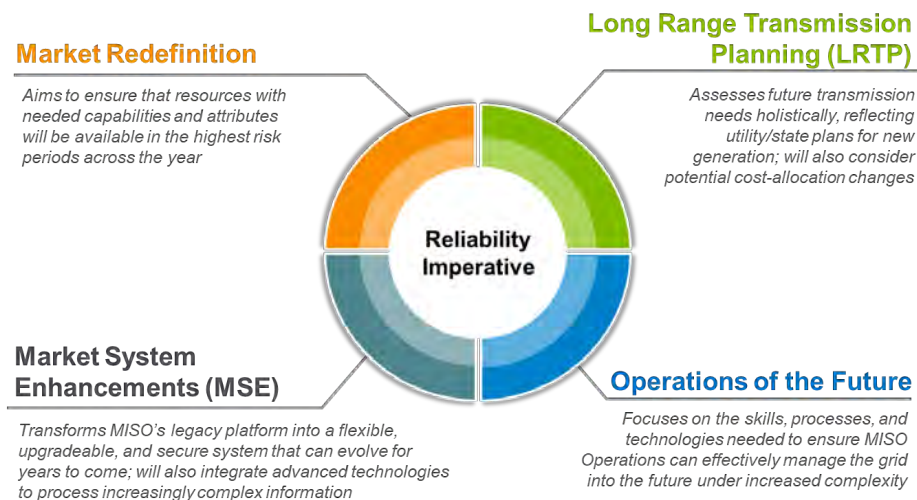 Market Redefinition
Aims to ensure that resources with
needed capabilities and attributes
will be available in the highest risk
periods across the year
Long Range Transmission
Planning (LRTP)
Assesses future transmission
needs holistically, reflecting
utility/state plans for new
generation; will also consider
potential cost-allocation changes
Reliability
Imperative
Market System
Enhancements (MSE)
Transforms MISO's legacy platform into a flexible,
upgradeable, and secure system that can evolve for
years to come; will also integrate advanced technologies
to process increasingly complex information
Operations of the Future
Focuses on the skills, processes, and
technologies needed to ensure MISO
Operations can effectively manage the grid
into the future under increased complexity